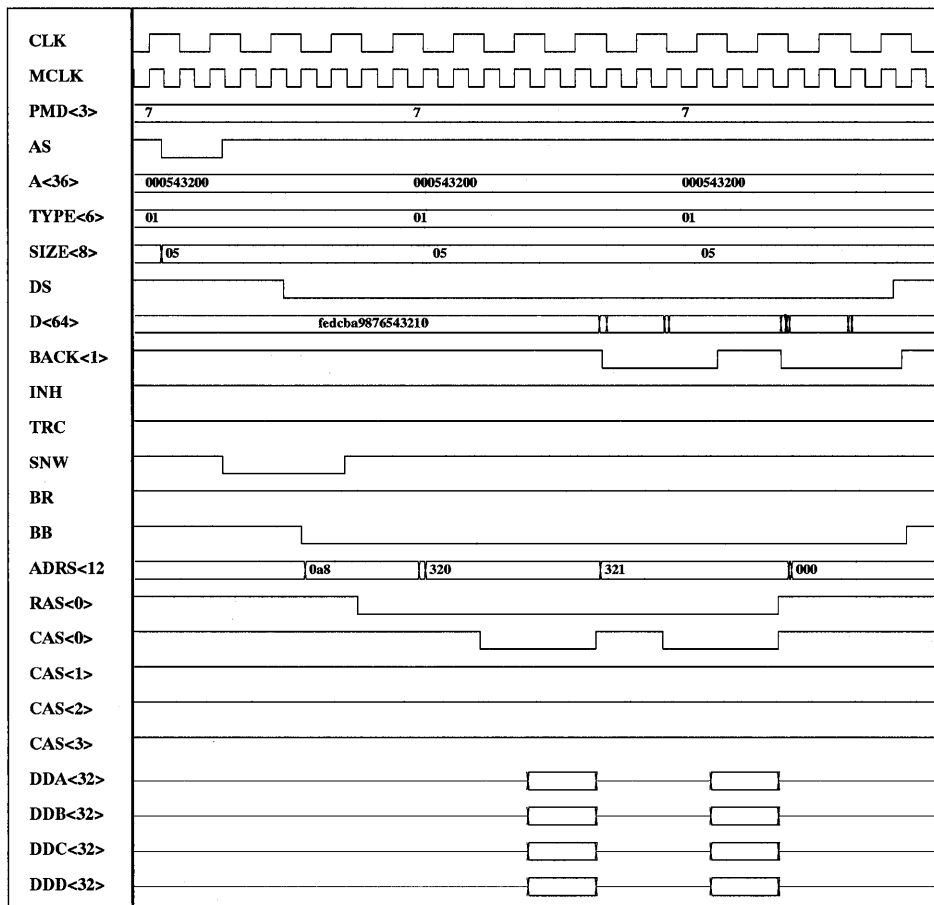 CLK
MCLK
PMD<3> 7 7 7
AS
A<36> 000543200 000543200 000543200
TYPE<6> 01 01 01
SIZE<8> 05 05 05
DS
D<64> fedcba9876543210
BACK<1>
INH
TRC
SNW
BR
BB
ADRS<12 0a8 320 321 000
RAS<0>
CAS<0>
CAS<1>
CAS<2>
CAS<3>
DDA<32>
DDB<32>
DDC<32>
DDD<32>